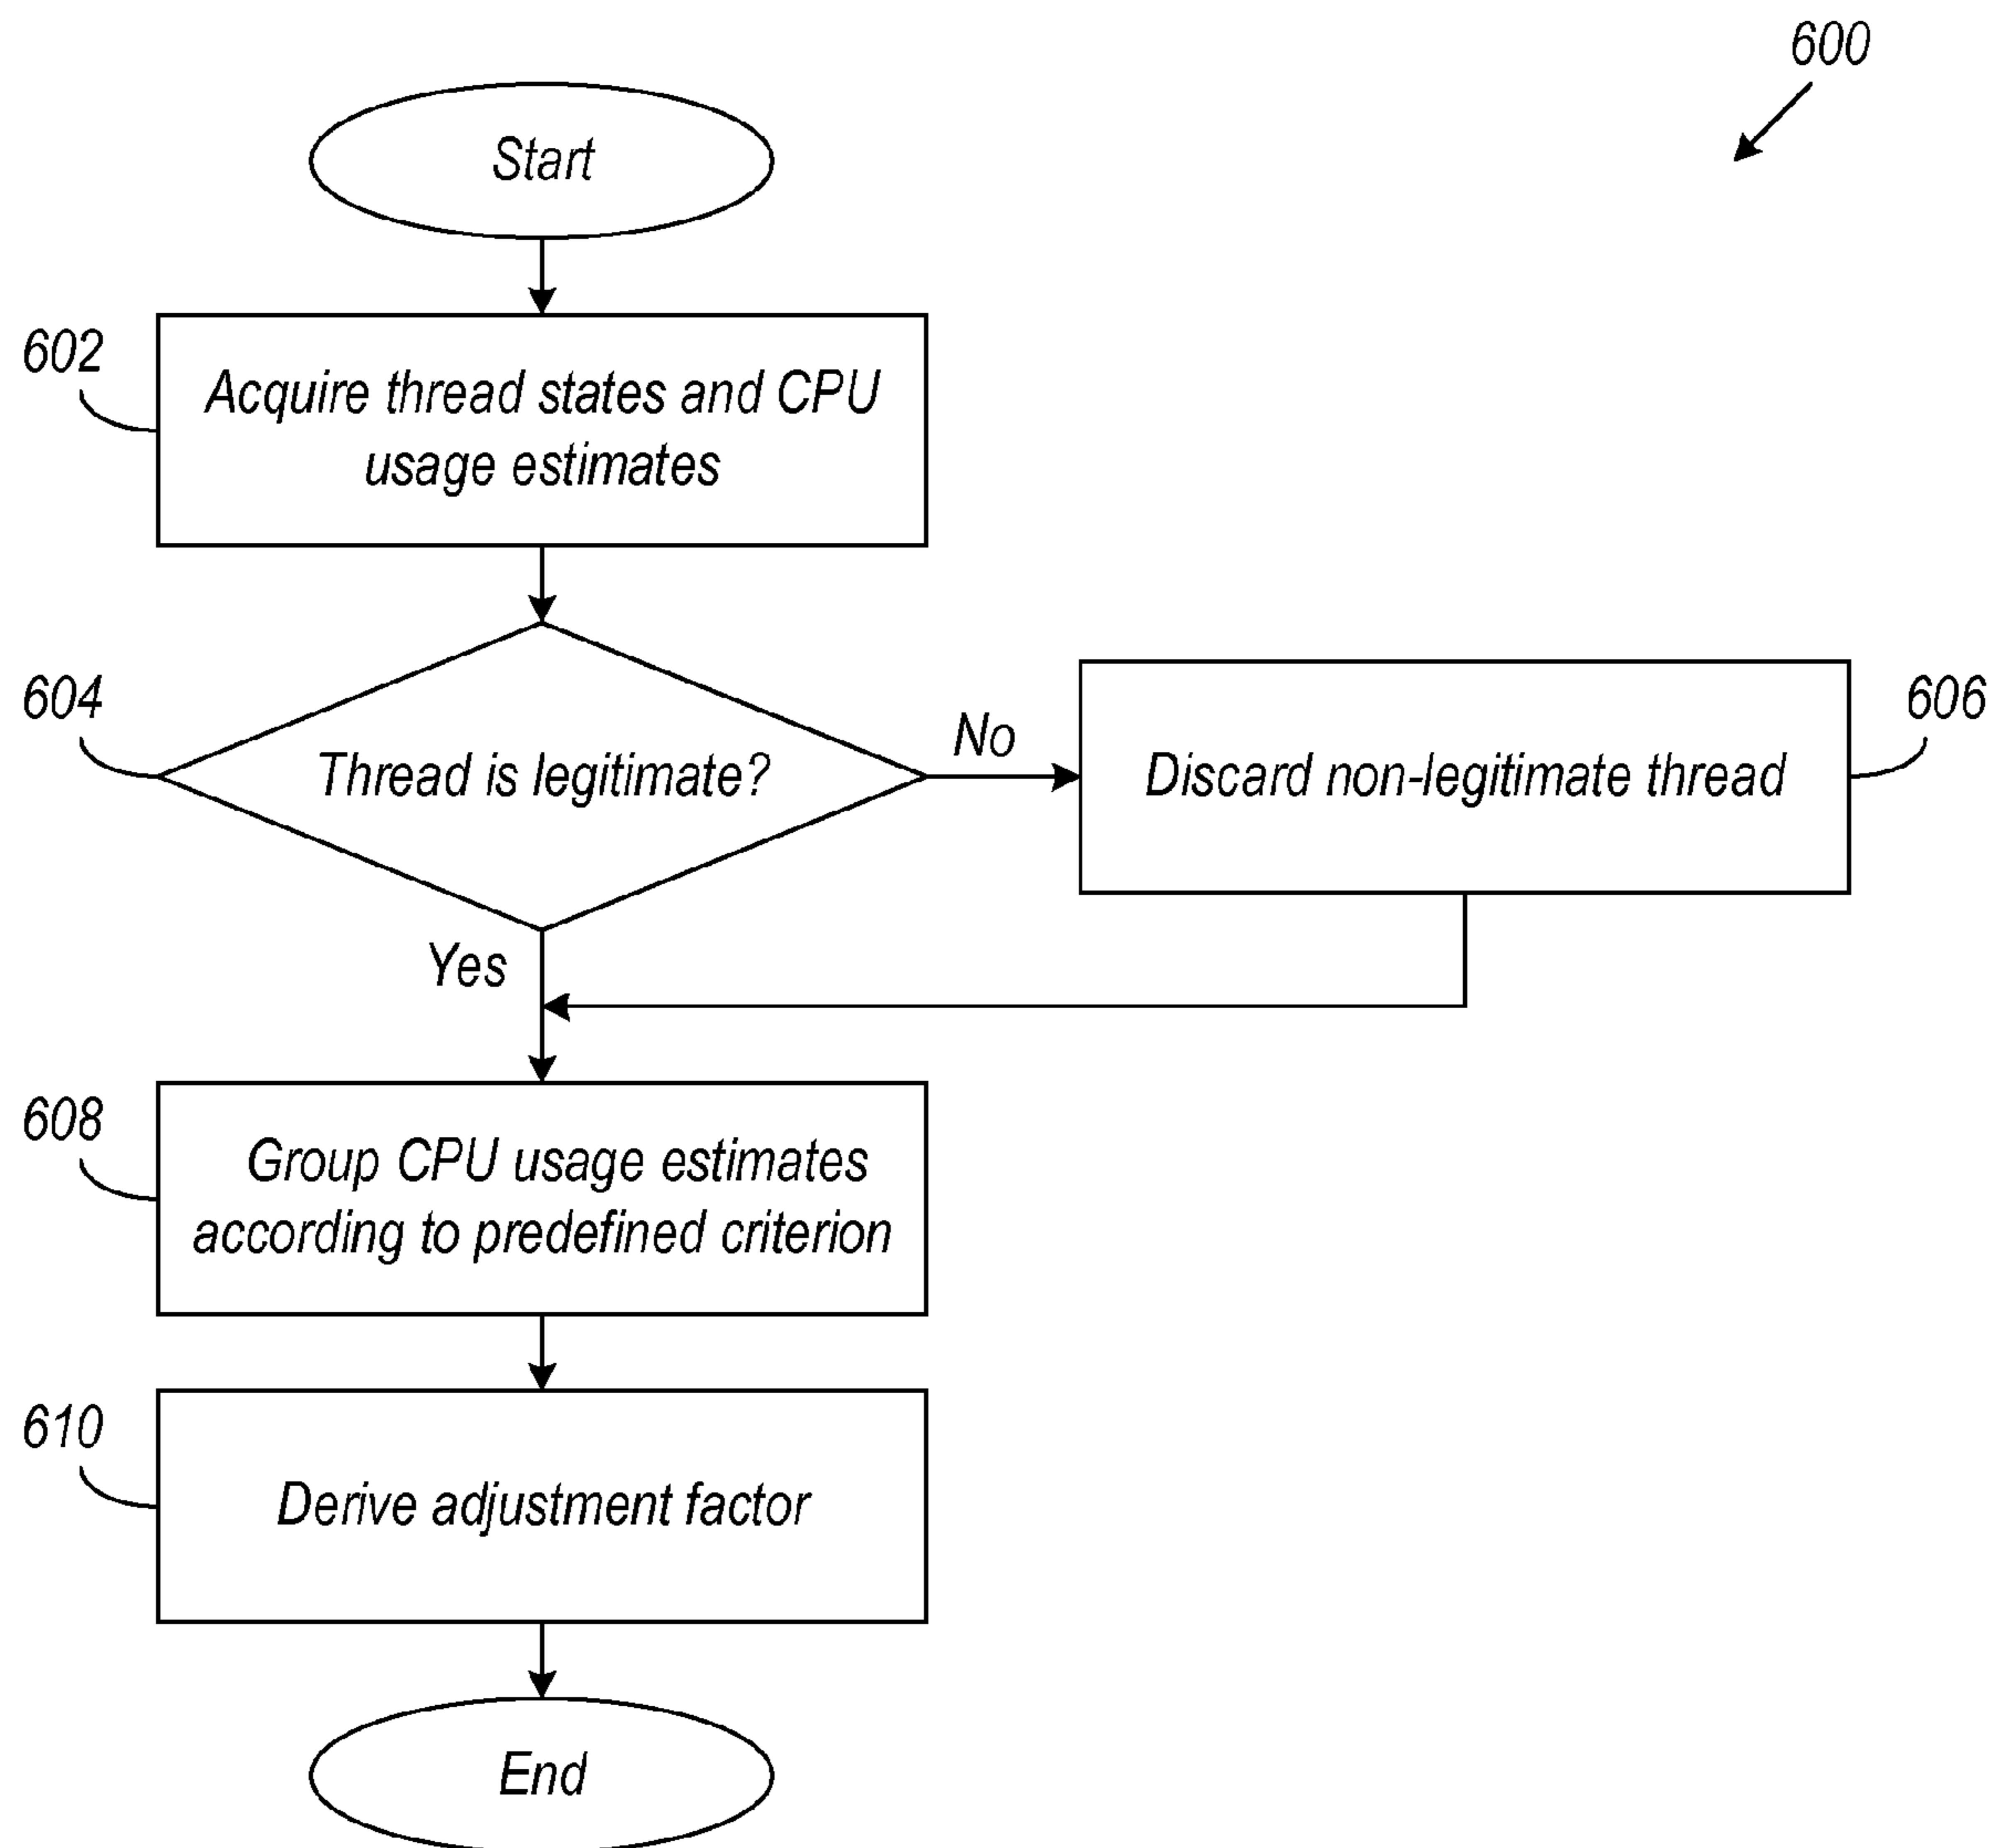 600
Start
602
Acquire thread states and CPU
usage estimates
604
Thread is legitimate?
No
Discard non-legitimate thread
606
Yes
608
Group CPU usage estimates
according to predefined criterion
610
Derive adjustment factor
End